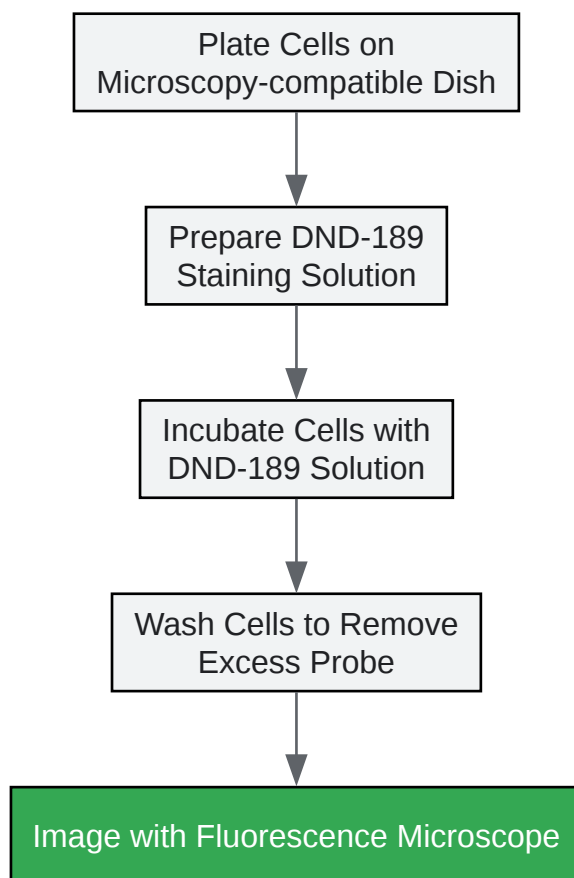 Plate Cells on
Microscopy-compatible Dish
Prepare DND-189
Staining Solution
Incubate Cells with
DND-189 Solution
Wash Cells to Remove
Excess Probe
Image with Fluorescence Microscope